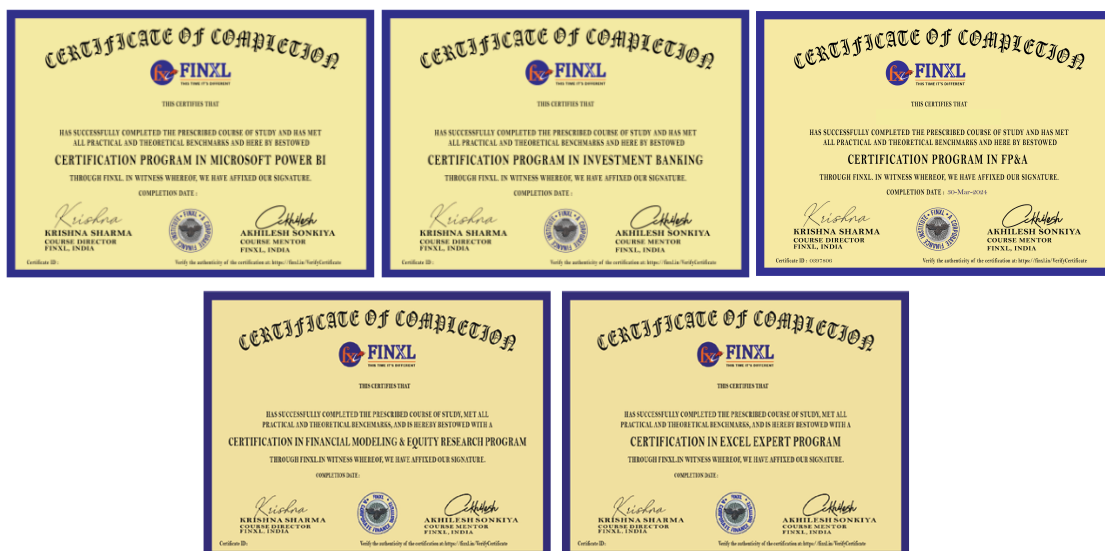 CERTIFICATE OF COMPLETION
fx FINXL
THIS TIME IT'S DIFFERENT
THIS CERTIFIES THAT
HAS SUCCESSFULLY COMPLETED THE PRESCRIBED COURSE OF STUDY AND HAS MET
ALL PRACTICAL AND THEORETICAL BENCHMARKS AND HERE BY BESTOWED
CERTIFICATION PROGRAM IN MICROSOFT POWER BI
THROUGH FINXL. IN WITNESS WHEREOF, WE HAVE AFFIXED OUR SIGNATURE.
COMPLETION DATE :
Krishna
Akhilesh
KRISHNA SHARMA
COURSE DIRECTOR
FINXL, INDIA
AKHILESH SONKIYA
COURSE MENTOR
FINXL, INDIA
Certificate ID :
Verify the authenticity of the certification at: https://finxl.in/VerifyCertificate
CERTIFICATE OF COMPLETION
fx FINXL
THIS TIME IT'S DIFFERENT
THIS CERTIFIES THAT
HAS SUCCESSFULLY COMPLETED THE PRESCRIBED COURSE OF STUDY AND HAS MET
ALL PRACTICAL AND THEORETICAL BENCHMARKS AND HERE BY BESTOWED
CERTIFICATION PROGRAM IN INVESTMENT BANKING
THROUGH FINXL. IN WITNESS WHEREOF, WE HAVE AFFIXED OUR SIGNATURE.
COMPLETION DATE :
Krishna
Akhilesh
KRISHNA SHARMA
COURSE DIRECTOR
FINXL, INDIA
AKHILESH SONKIYA
COURSE MENTOR
FINXL, INDIA
Certificate ID :
Verify the authenticity of the certification at: https://finxl.in/VerifyCertificate
CERTIFICATE OF COMPLETION
fx FINXL
THIS TIME IT'S DIFFERENT
THIS CERTIFIES THAT
HAS SUCCESSFULLY COMPLETED THE PRESCRIBED COURSE OF STUDY AND HAS MET
ALL PRACTICAL AND THEORETICAL BENCHMARKS AND HERE BY BESTOWED
CERTIFICATION PROGRAM IN FP&A
THROUGH FINXL. IN WITNESS WHEREOF, WE HAVE AFFIXED OUR SIGNATURE.
COMPLETION DATE : 30-Mar-2024
Krishna
Akhilesh
KRISHNA SHARMA
COURSE DIRECTOR
FINXL, INDIA
AKHILESH SONKIYA
COURSE MENTOR
FINXL, INDIA
Certificate ID :
Verify the authenticity of the certification at: https://finxl.in/VerifyCertificate
CERTIFICATE OF COMPLETION
fx FINXL
THIS TIME IT'S DIFFERENT
THIS CERTIFIES THAT
HAS SUCCESSFULLY COMPLETED THE PRESCRIBED COURSE OF STUDY, MET ALL
PRACTICAL AND THEORETICAL BENCHMARKS, AND IS HEREBY BESTOWED WITH A
CERTIFICATION IN FINANCIAL MODELING & EQUITY RESEARCH PROGRAM
THROUGH FINXL.IN WITNESS WHEREOF, WE HAVE AFFIXED OUR SIGNATURE.
COMPLETION DATE :
Krishna
Akhilesh
KRISHNA SHARMA
COURSE DIRECTOR
FINXL, INDIA
AKHILESH SONKIYA
COURSE MENTOR
FINXL, INDIA
Certificate ID:
Verify the authenticity of the certification at: https://finxl.in/VerifyCertificate
CERTIFICATE OF COMPLETION
fx FINXL
THIS TIME IT'S DIFFERENT
THIS CERTIFIES THAT
HAS SUCCESSFULLY COMPLETED THE PRESCRIBED COURSE OF STUDY, MET ALL
PRACTICAL AND THEORETICAL BENCHMARKS, AND IS HEREBY BESTOWED WITH A
CERTIFICATION IN EXCEL EXPERT PROGRAM
THROUGH FINXL.IN WITNESS WHEREOF, WE HAVE AFFIXED OUR SIGNATURE.
COMPLETION DATE :
Krishna
Akhilesh
KRISHNA SHARMA
COURSE DIRECTOR
FINXL, INDIA
AKHILESH SONKIYA
COURSE MENTOR
FINXL, INDIA
Certificate ID:
Verify the authenticity of the certification at: https://finxl.in/VerifyCertificate